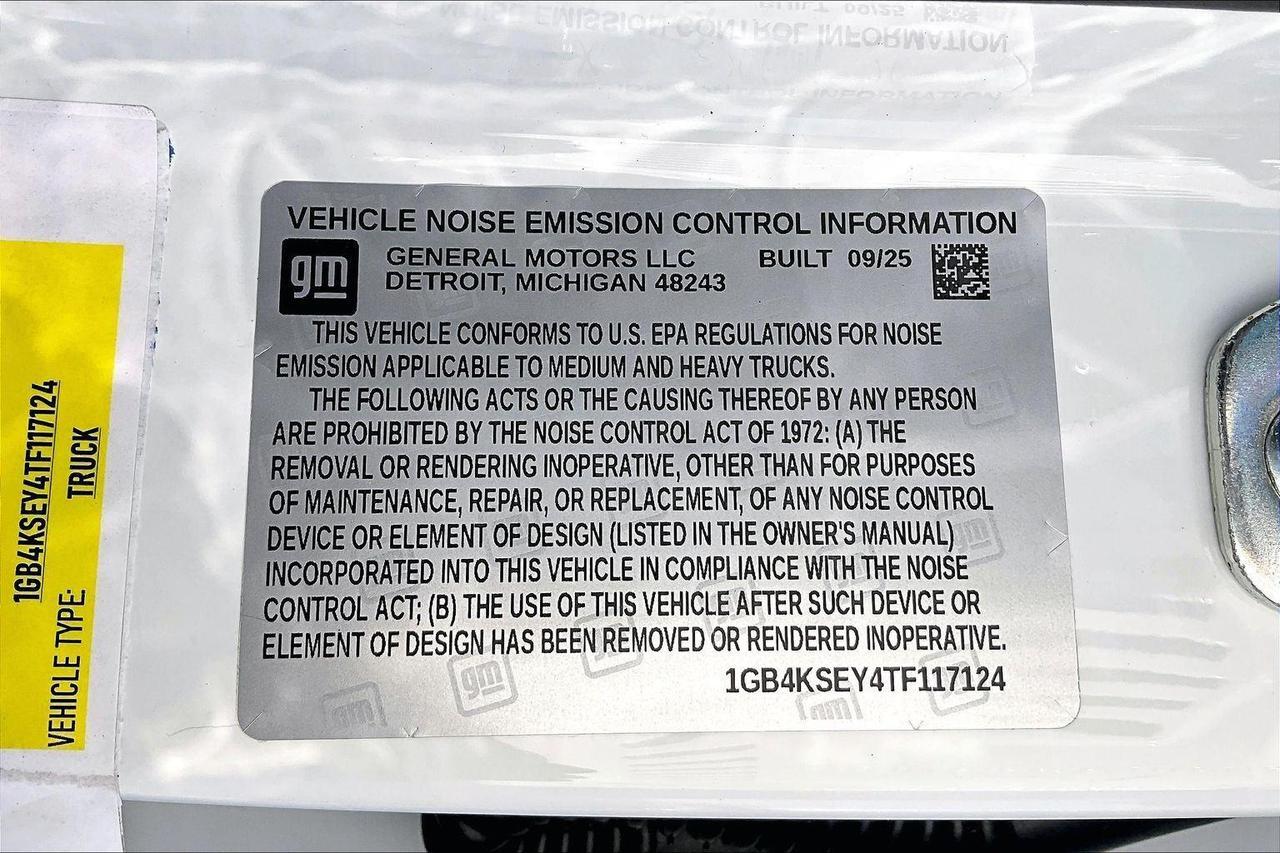 VEHICLE NOISE EMISSION CONTROL INFORMATION
gm
GENERAL MOTORS LLC BUILT 09/25
DETROIT, MICHIGAN 48243
THIS VEHICLE CONFORMS TO U.S. EPA REGULATIONS FOR NOISE
EMISSION APPLICABLE TO MEDIUM AND HEAVY TRUCKS.
THE FOLLOWING ACTS OR THE CAUSING THEREOF BY ANY PERSON
ARE PROHIBITED BY THE NOISE CONTROL ACT OF 1972: (A) THE
REMOVAL OR RENDERING INOPERATIVE, OTHER THAN FOR PURPOSES
OF MAINTENANCE, REPAIR, OR REPLACEMENT, OF ANY NOISE CONTROL
DEVICE OR ELEMENT OF DESIGN (LISTED IN THE OWNER'S MANUAL)
INCORPORATED INTO THIS VEHICLE IN COMPLIANCE WITH THE NOISE
CONTROL ACT; (B) THE USE OF THIS VEHICLE AFTER SUCH DEVICE OR
ELEMENT OF DESIGN HAS BEEN REMOVED OR RENDERED INOPERATIVE.
1GB4KSEY4TF117124
1GB4KSEY4TF117124
VEHICLE TYPE: TRUCK